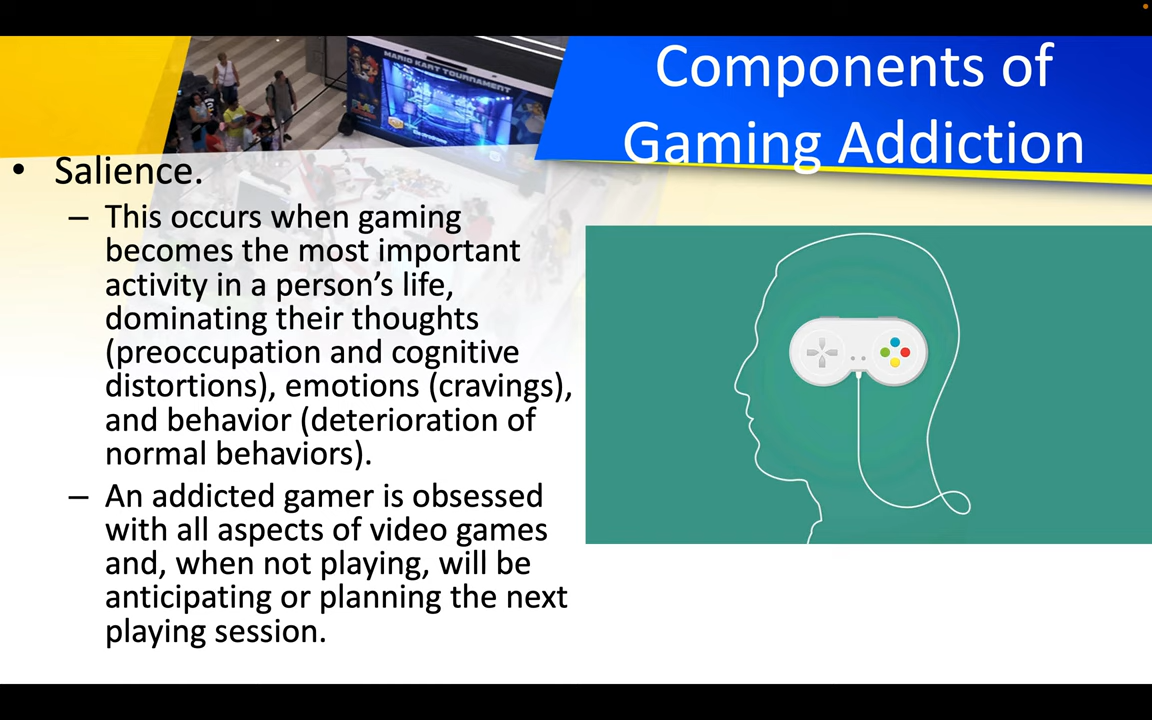 MARIO KART TOURNAMENT
Components of
Gaming Addiction
• Salience.
– This occurs when gaming
becomes the most important
activity in a person’s life,
dominating their thoughts
(preoccupation and cognitive
distortions), emotions (cravings),
and behavior (deterioration of
normal behaviors).
– An addicted gamer is obsessed
with all aspects of video games
and, when not playing, will be
anticipating or planning the next
playing session.